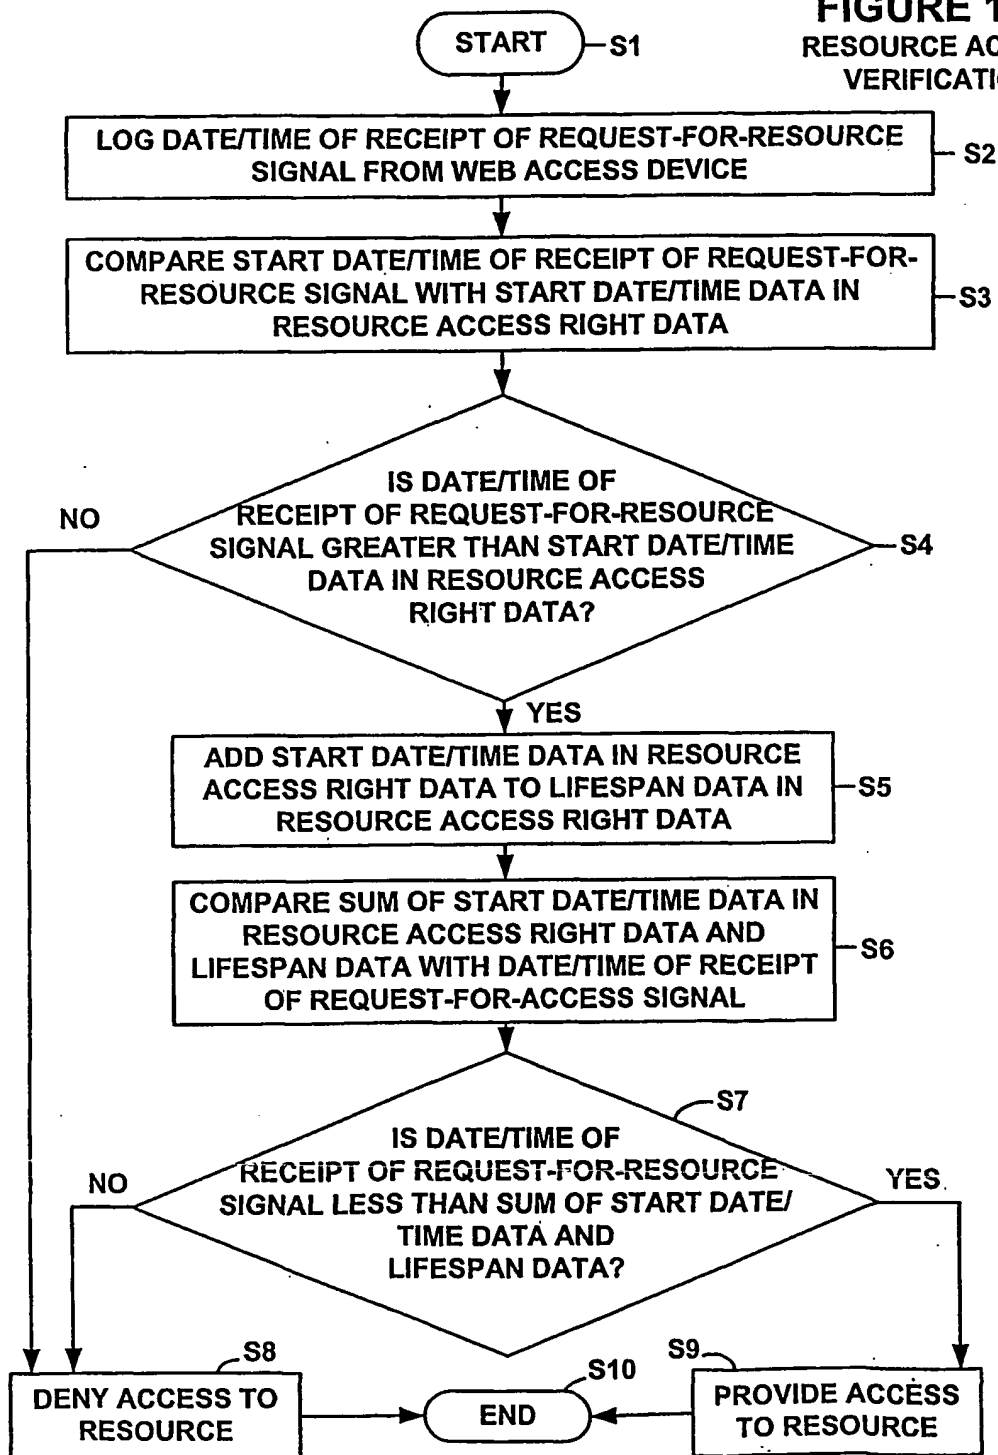 FIGURE 1
RESOURCE AC
VERIFICATI
START
S1
LOG DATE/TIME OF RECEIPT OF REQUEST-FOR-RESOURCE
SIGNAL FROM WEB ACCESS DEVICE
S2
COMPARE START DATE/TIME OF RECEIPT OF REQUEST-FOR-
RESOURCE SIGNAL WITH START DATE/TIME DATA IN
RESOURCE ACCESS RIGHT DATA
S3
IS DATE/TIME OF
RECEIPT OF REQUEST-FOR-RESOURCE
SIGNAL GREATER THAN START DATE/TIME
DATA IN RESOURCE ACCESS
RIGHT DATA?
NO
S4
YES
ADD START DATE/TIME DATA IN RESOURCE
ACCESS RIGHT DATA TO LIFESPAN DATA IN
RESOURCE ACCESS RIGHT DATA
S5
COMPARE SUM OF START DATE/TIME DATA IN
RESOURCE ACCESS RIGHT DATA AND
LIFESPAN DATA WITH DATE/TIME OF RECEIPT
OF REQUEST-FOR-ACCESS SIGNAL
S6
S7
IS DATE/TIME OF
RECEIPT OF REQUEST-FOR-RESOURCE
SIGNAL LESS THAN SUM OF START DATE/
TIME DATA AND
LIFESPAN DATA?
NO
YES
S8
DENY ACCESS TO
RESOURCE
S10
END
S9
PROVIDE ACCESS
TO RESOURCE